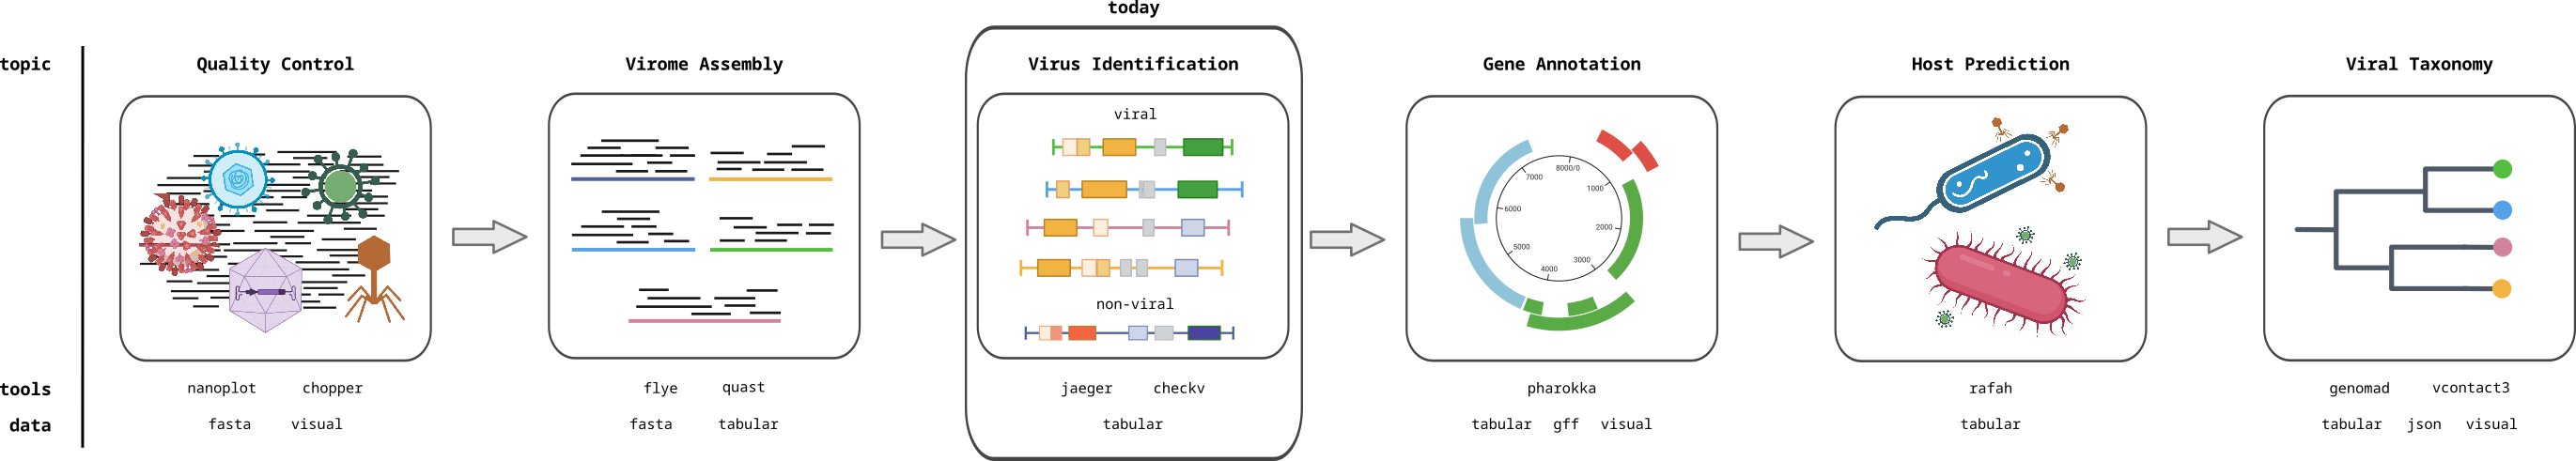 today
topic
Quality Control
Virome Assembly
Virus Identification
Gene Annotation
Host Prediction
Viral Taxonomy
viral
non-viral
8000/0
1000
2000
3000
4000
5000
6000
7000
tools
nanoplot chopper
flye quast
jaeger checkv
pharokka
rafah
genomad vcontact3
data
fasta visual
fasta tabular
tabular
tabular gff visual
tabular
tabular json visual